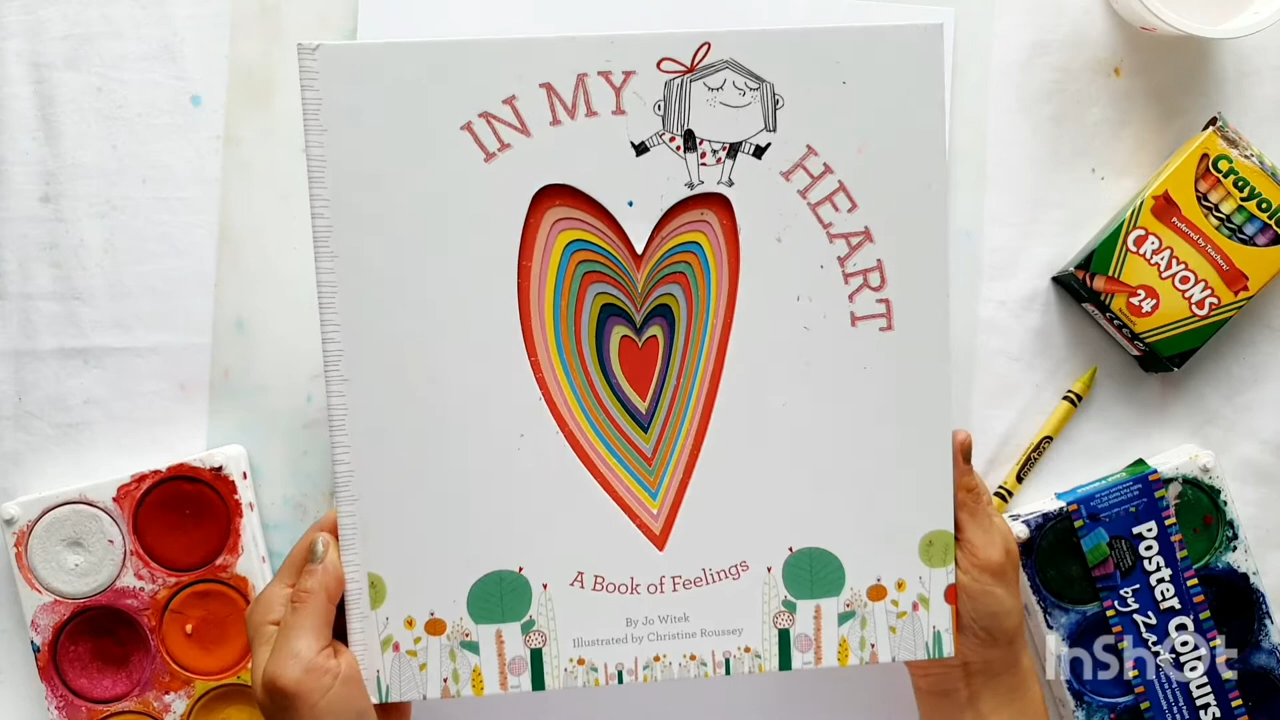 IN MY HEART
A Book of Feelings
By Jo Witek
Illustrated by Christine Roussey
Crayola
Preferred by Teachers!
CRAYONS
24
Crayola
Poster Colours
by Zart
InShOt